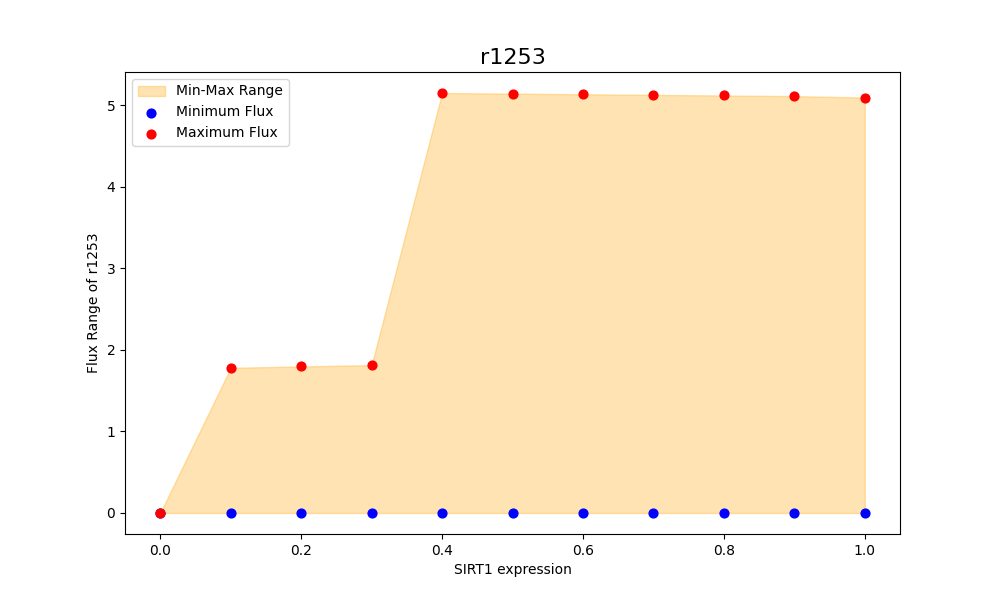 r1253
Min-Max Range
Minimum Flux
Maximum Flux
Flux Range of r1253
5
4
3
2
1
0
0.0 0.2 0.4 0.6 0.8 1.0
SIRT1 expression